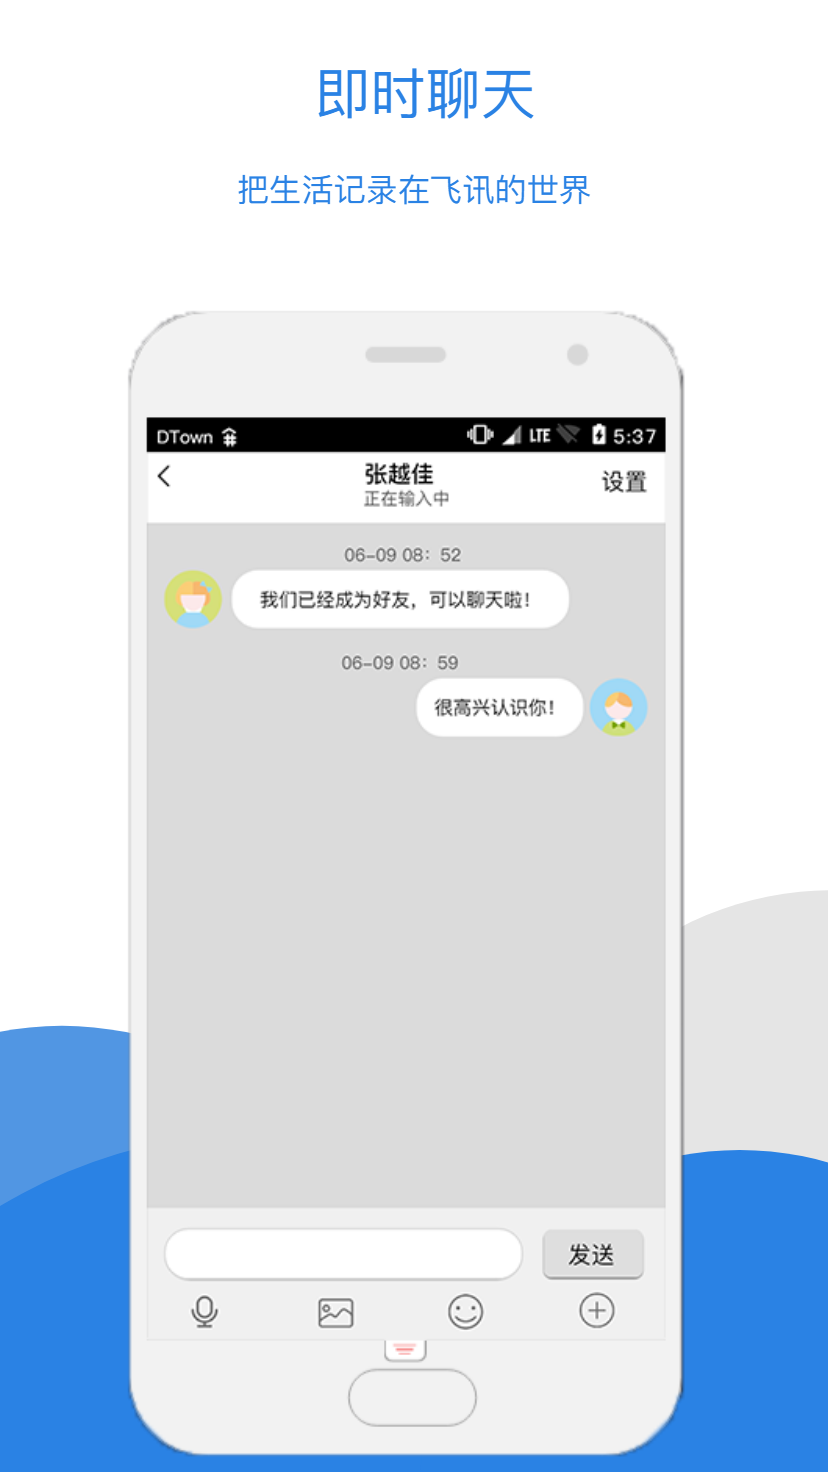 即时聊天
把生活记录在飞讯的世界
DTown LTE 5:37
张越佳
正在输入中
设置
06-09 08：52
我们已经成为好友，可以聊天啦！
06-09 08：59
很高兴认识你！
发送